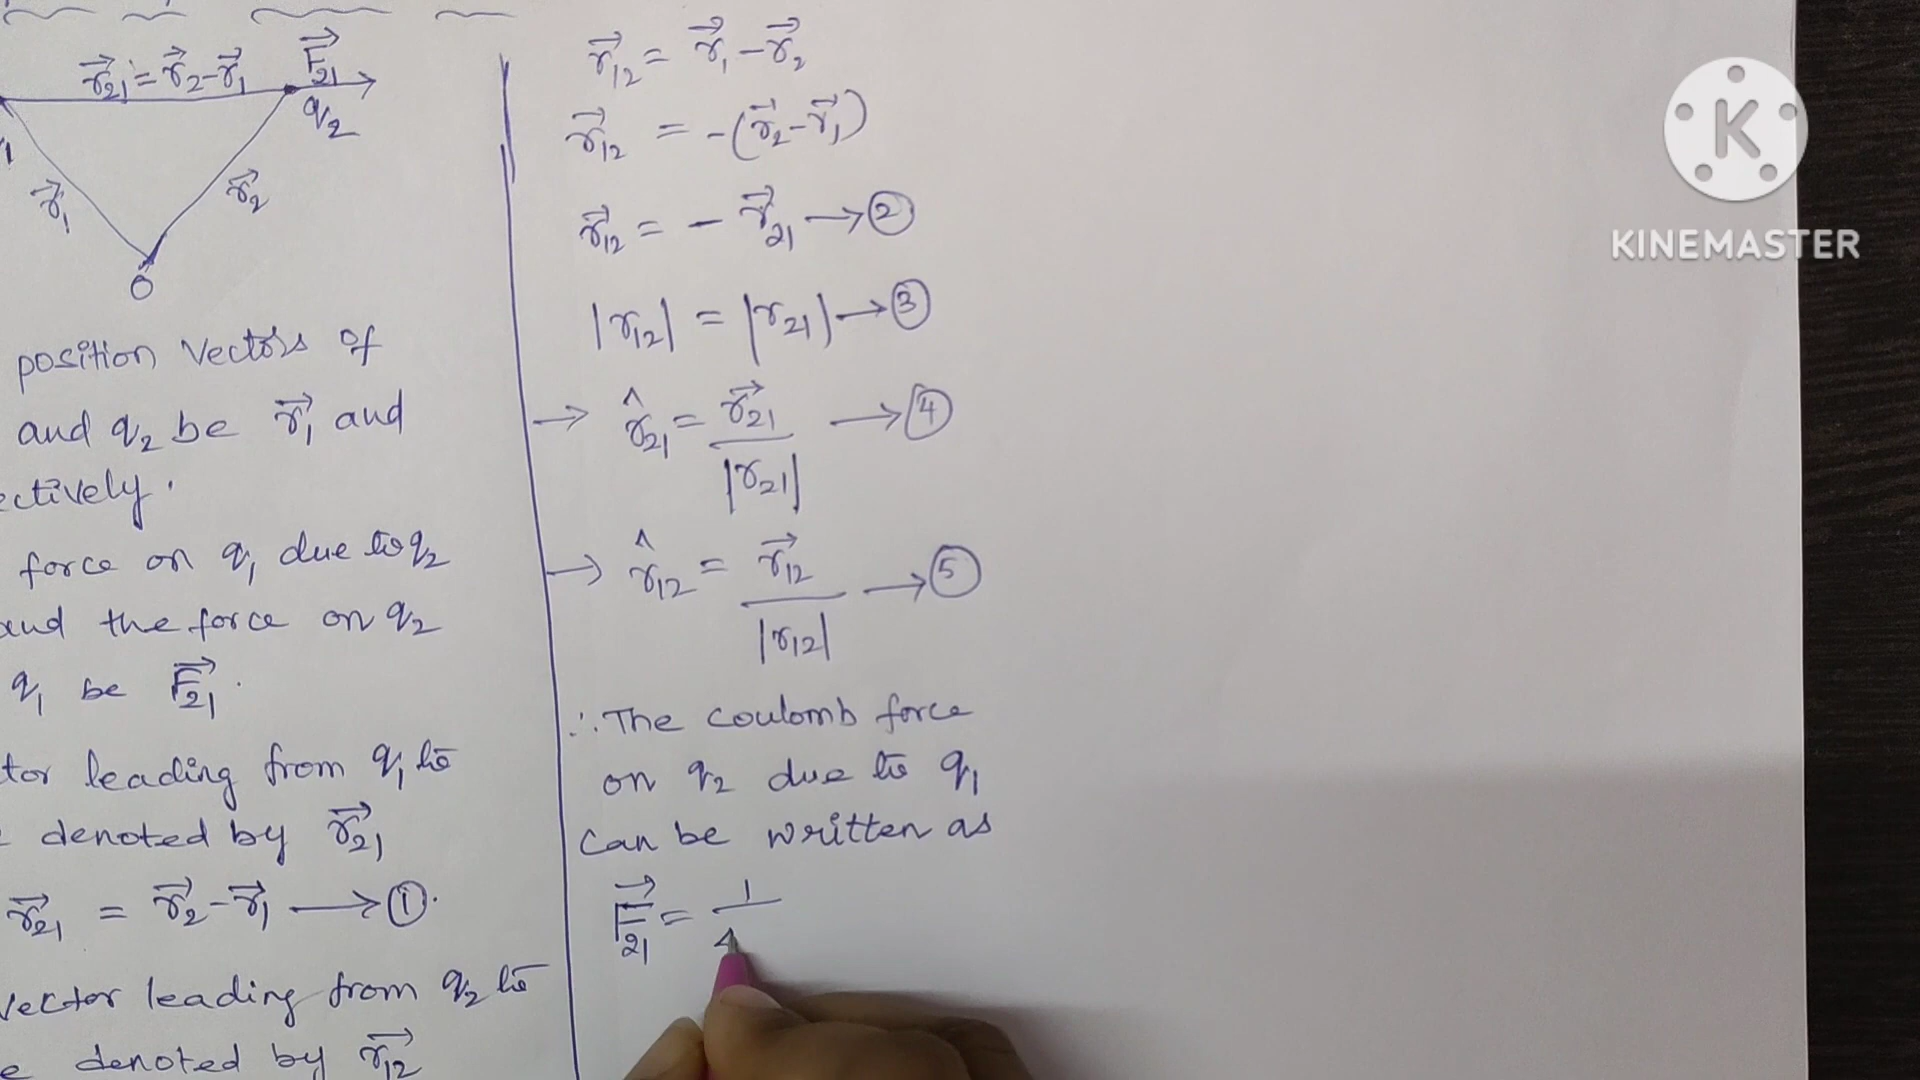 r⃗21 = r⃗2 - r⃗1
F⃗21
q2
r⃗1
r⃗2
O
position vectors of
and q2 be r⃗1 and
ectively.
force on q1 due to q2
and the force on q2
q1 be F⃗21.
tor leading from q1 to
denoted by r⃗21
r⃗21 = r⃗2 - r⃗1 → ①.
vector leading from q2 to
e denoted by r⃗12
r⃗12 = r⃗1 - r⃗2
r⃗12 = -(r⃗2 - r⃗1)
r⃗12 = - r⃗21 → ②
|r12| = |r21| → ③
→ r̂21 = r⃗21 / |r21| → ④
→ r̂12 = r⃗12 / |r12| → ⑤
∴ The coulomb force
on q2 due to q1
can be written as
F⃗21 = 1 / 4
KINEMASTER